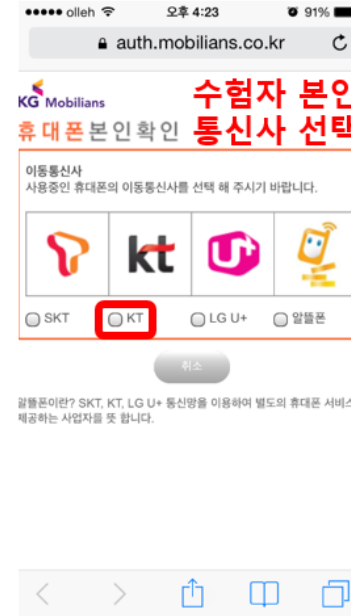 olleh 오후 4:23 91%
auth.mobilians.co.kr
KG Mobilians
수험자 본인
휴대폰본인확인 통신사 선택
이동통신사
사용중인 휴대폰의 이동통신사를 선택 해 주시기 바랍니다.
kt U+
SKT KT LG U+ 알뜰폰
취소
알뜰폰이란? SKT, KT, LG U+ 통신망을 이용하여 별도의 휴대폰 서비스
제공하는 사업자를 뜻 합니다.